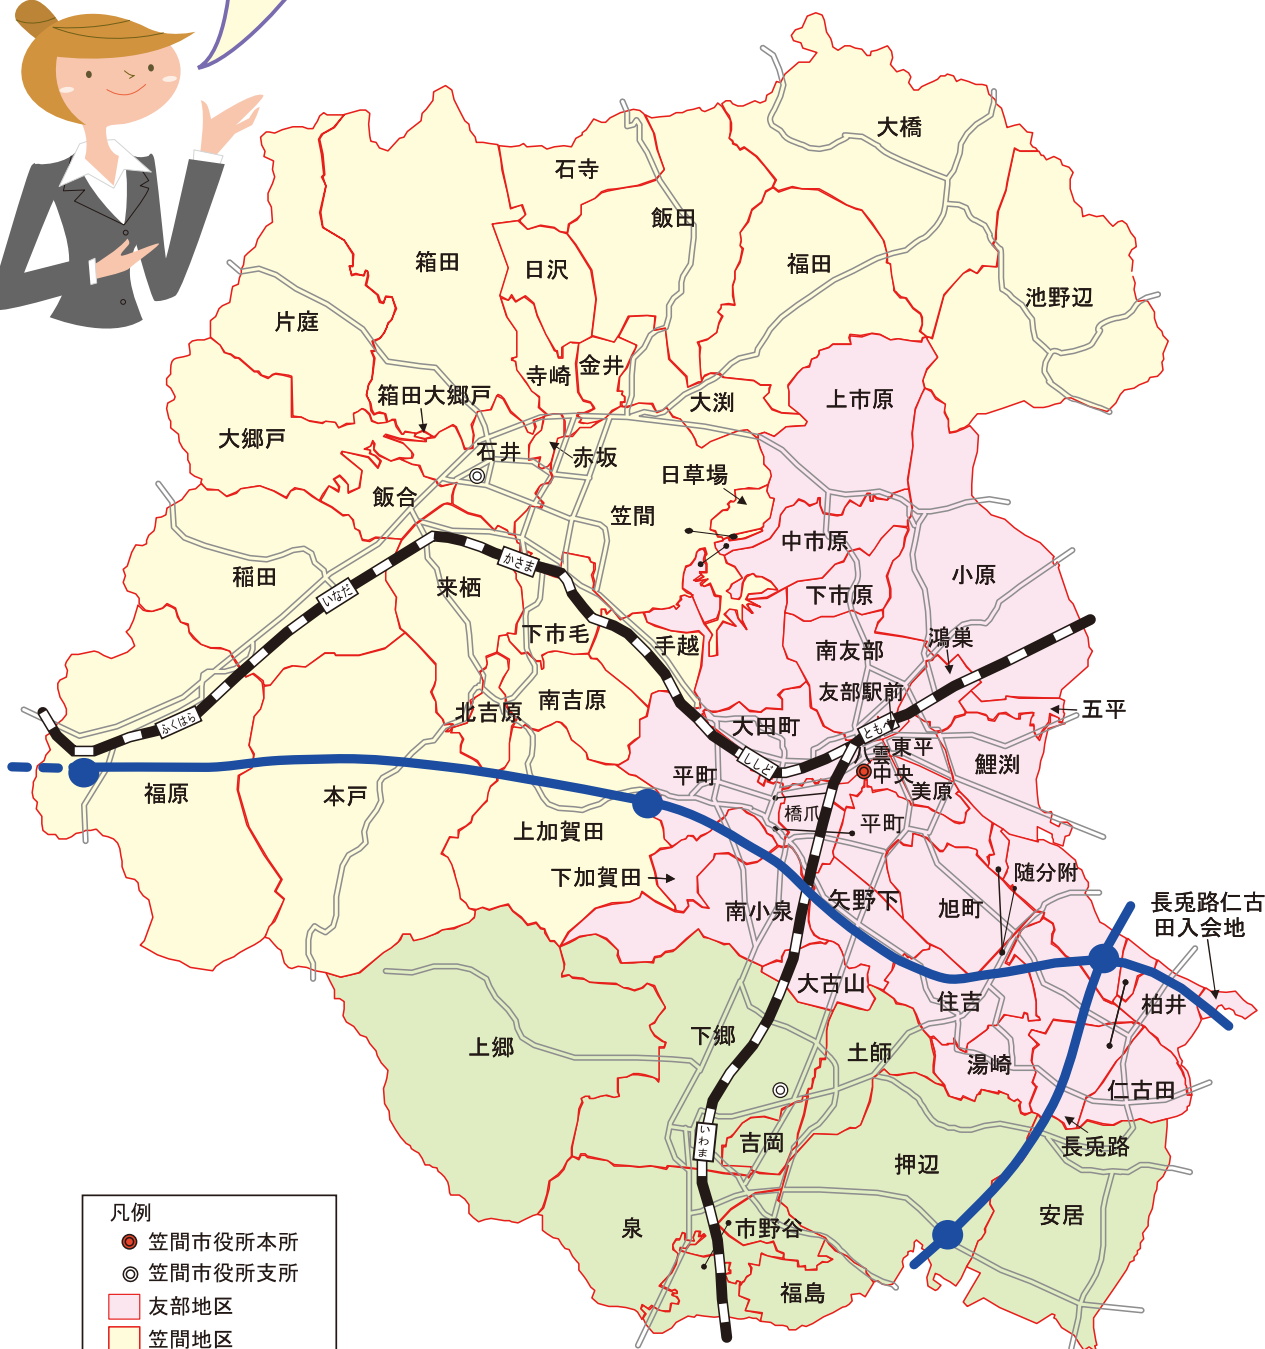 大橋
石寺
飯田
箱田
日沢
福田
池野辺
片庭
寺崎
金井
箱田大郷戸
大渕
上市原
大郷戸
石井
赤坂
日草場
飯合
笠間
中市原
稲田
いなだ
かさま
来栖
下市原
小原
下市毛
手越
南友部
鴻巣
友部駅前
南吉原
北吉原
五平
ふくはら
大田町
ともべ
東平
ししど
平町
中央
鯉渕
福原
本戸
美原
橋爪
平町
上加賀田
下加賀田
随分附
矢野下
旭町
南小泉
長兎路仁古
田入会地
大古山
住吉
柏井
上郷
下郷
土師
湯崎
仁古田
いわま
吉岡
長兎路
押辺
安居
泉
市野谷
福島
凡例
笠間市役所本所
笠間市役所支所
友部地区
笠間地区